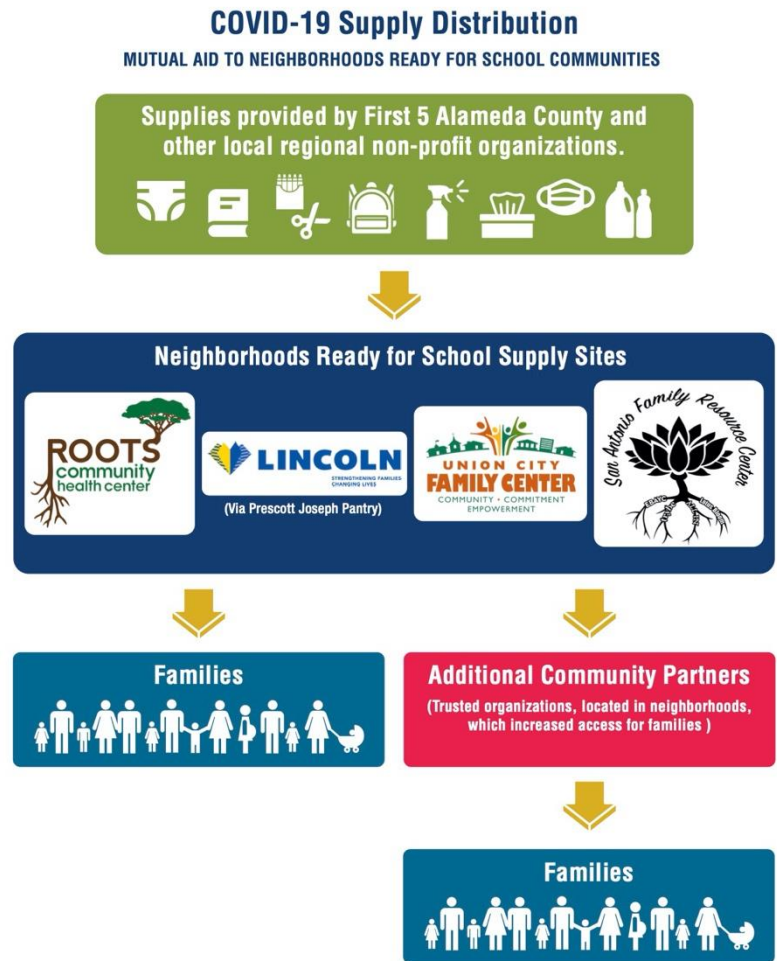 COVID-19 Supply Distribution
MUTUAL AID TO NEIGHBORHOODS READY FOR SCHOOL COMMUNITIES
Supplies provided by First 5 Alameda County and
other local regional non-profit organizations.
Neighborhoods Ready for School Supply Sites
ROOTS
community
health center
LINCOLN
STRENGTHENING FAMILIES
CHANGING LIVES
(Via Prescott Joseph Pantry)
UNION CITY
FAMILY CENTER
COMMUNITY • COMMITMENT
EMPOWERMENT
San Antonio Family Resource Center
EBAYC
Families
Additional Community Partners
(Trusted organizations, located in neighborhoods,
which increased access for families )
Families